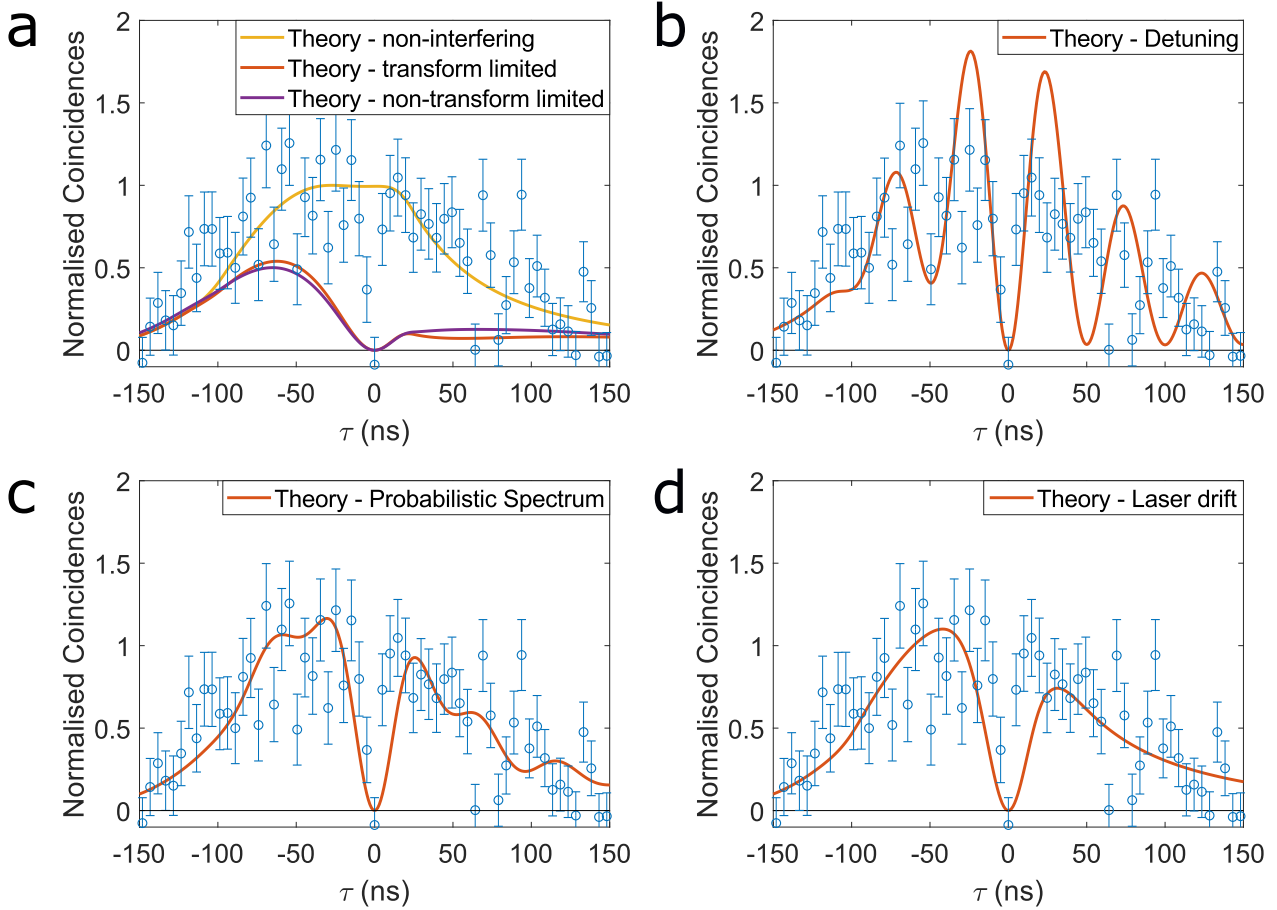 a
2
1.5
1
0.5
0
Normalised Coincidences
Theory - non-interfering
Theory - transform limited
Theory - non-transform limited
-150 -100 -50 0 50 100 150
τ (ns)
b
2
1.5
1
0.5
0
Normalised Coincidences
Theory - Detuning
-150 -100 -50 0 50 100 150
τ (ns)
c
2
1.5
1
0.5
0
Normalised Coincidences
Theory - Probabilistic Spectrum
-150 -100 -50 0 50 100 150
τ (ns)
d
2
1.5
1
0.5
0
Normalised Coincidences
Theory - Laser drift
-150 -100 -50 0 50 100 150
τ (ns)